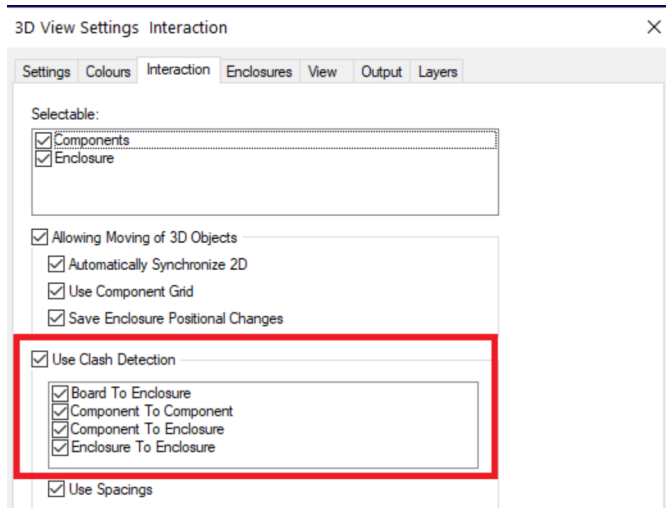 3D View Settings Interaction
Settings Colours Interaction Enclosures View Output Layers
Selectable:
Components
Enclosure
Allowing Moving of 3D Objects
Automatically Synchronize 2D
Use Component Grid
Save Enclosure Positional Changes
Use Clash Detection
Board To Enclosure
Component To Component
Component To Enclosure
Enclosure To Enclosure
Use Spacings